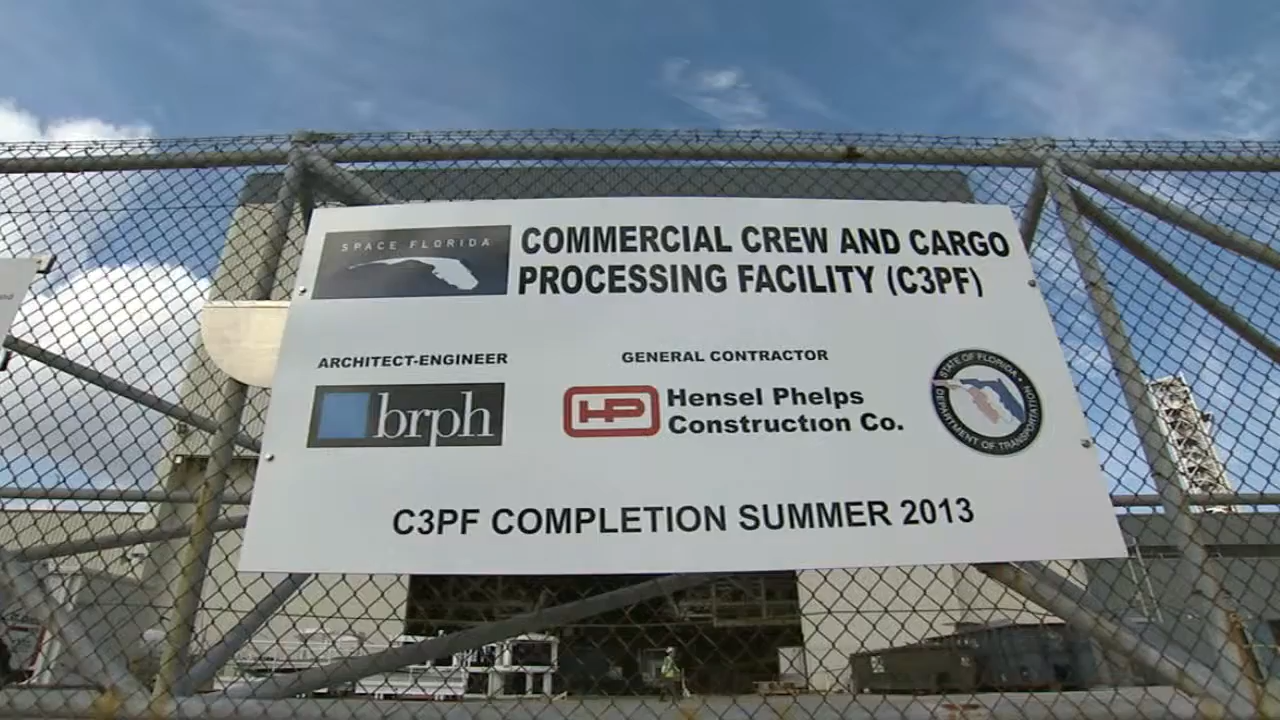 SPACE FLORIDA
COMMERCIAL CREW AND CARGO
PROCESSING FACILITY (C3PF)
ARCHITECT-ENGINEER
brph
GENERAL CONTRACTOR
HP
Hensel Phelps
Construction Co.
STATE OF FLORIDA
DEPARTMENT OF TRANSPORTATION
C3PF COMPLETION SUMMER 2013